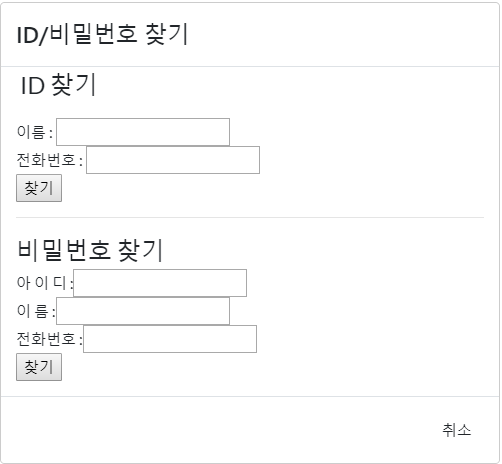 ID/비밀번호 찾기
ID 찾기
이름 :
전화번호 :
찾기
비밀번호 찾기
아 이 디 :
이 름 :
전화번호 :
찾기
취소